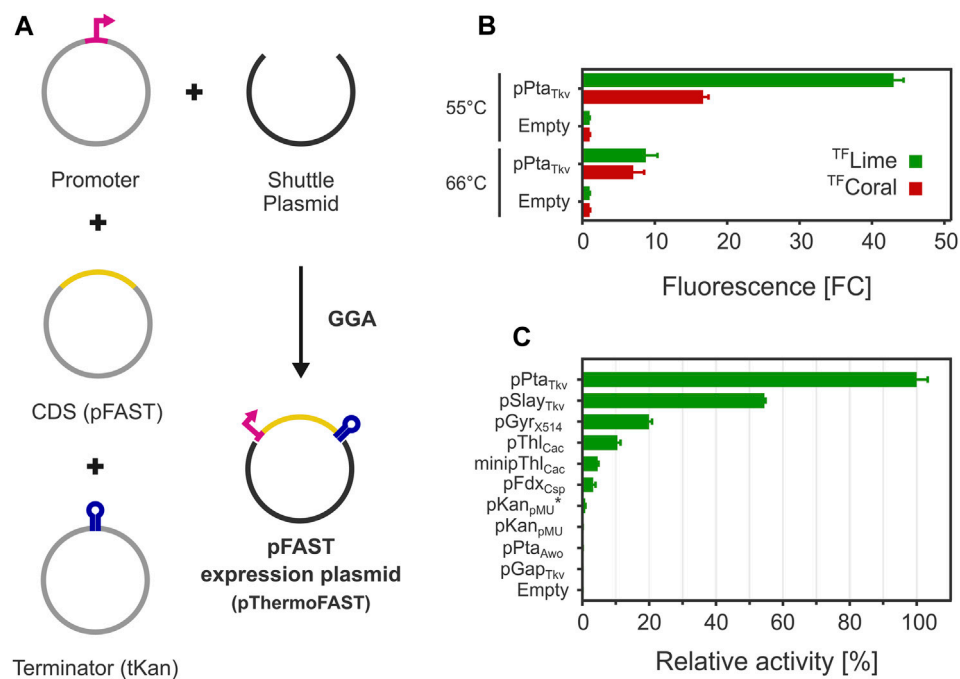 A
Promoter
+
Shuttle
Plasmid
+
CDS (pFAST)
+
Terminator (tKan)
GGA
pFAST
expression plasmid
(pThermoFAST)
B
55°C
pPtaTkv
Empty
66°C
pPtaTkv
Empty
TFLime
TFCoral
0 10 20 30 40 50
Fluorescence [FC]
C
pPtaTkv
pSlayTkv
pGyrX514
pThlCac
minipThlCac
pFdxCsp
pKanpMU*
pKanpMU
pPtaAwo
pGapTkv
Empty
0 20 40 60 80 100
Relative activity [%]